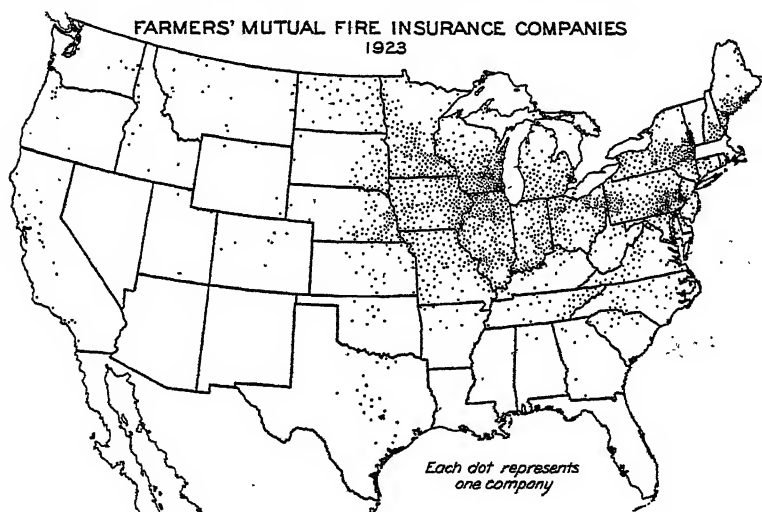 FARMERS' MUTUAL FIRE INSURANCE COMPANIES
1923
Each dot represents
one company